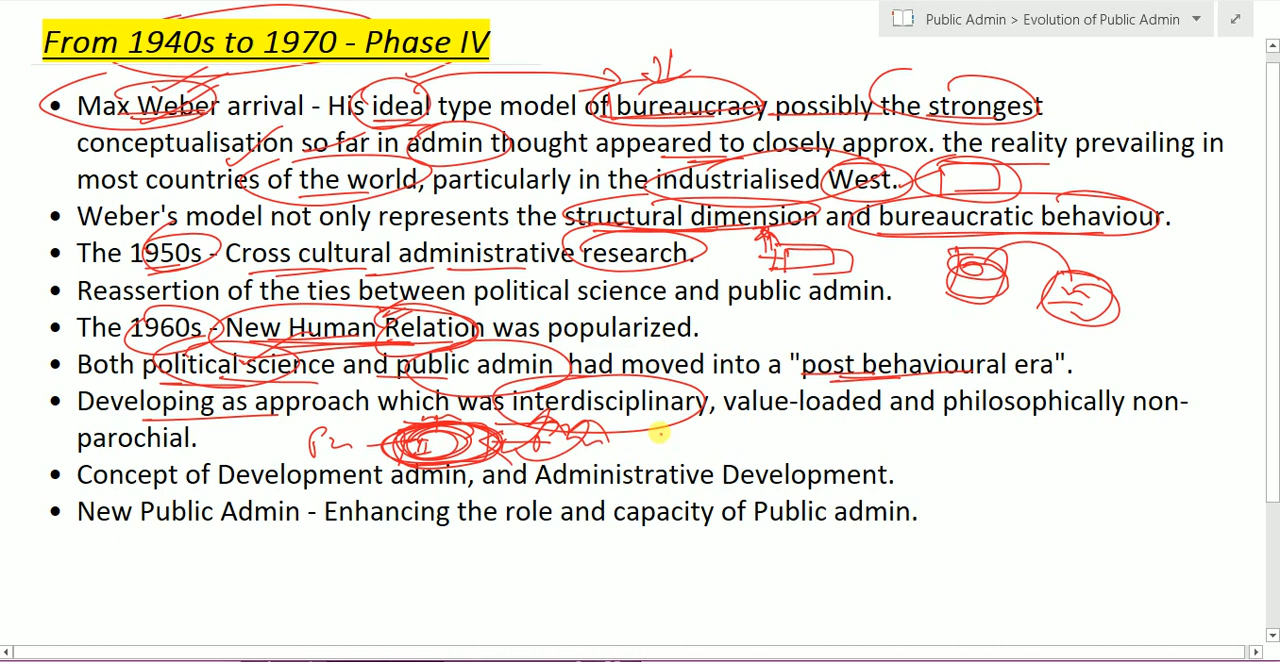 Public Admin > Evolution of Public Admin
From 1940s to 1970 - Phase IV
• Max Weber arrival - His ideal type model of bureaucracy possibly the strongest
conceptualisation so far in admin thought appeared to closely approx. the reality prevailing in
most countries of the world, particularly in the industrialised West.
• Weber's model not only represents the structural dimension and bureaucratic behaviour.
• The 1950s - Cross cultural administrative research.
• Reassertion of the ties between political science and public admin.
• The 1960s - New Human Relation was popularized.
• Both political science and public admin had moved into a "post behavioural era".
• Developing as approach which was interdisciplinary, value-loaded and philosophically non-
parochial.
• Concept of Development admin, and Administrative Development.
• New Public Admin - Enhancing the role and capacity of Public admin.